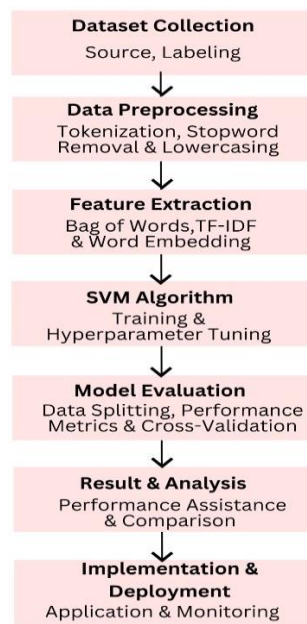 Dataset Collection
Source, Labeling
Data Preprocessing
Tokenization, Stopword
Removal & Lowercasing
Feature Extraction
Bag of Words,TF-IDF
& Word Embedding
SVM Algorithm
Training &
Hyperparameter Tuning
Model Evaluation
Data Splitting, Performance
Metrics & Cross-Validation
Result & Analysis
Performance Assistance
& Comparison
Implementation &
Deployment
Application & Monitoring